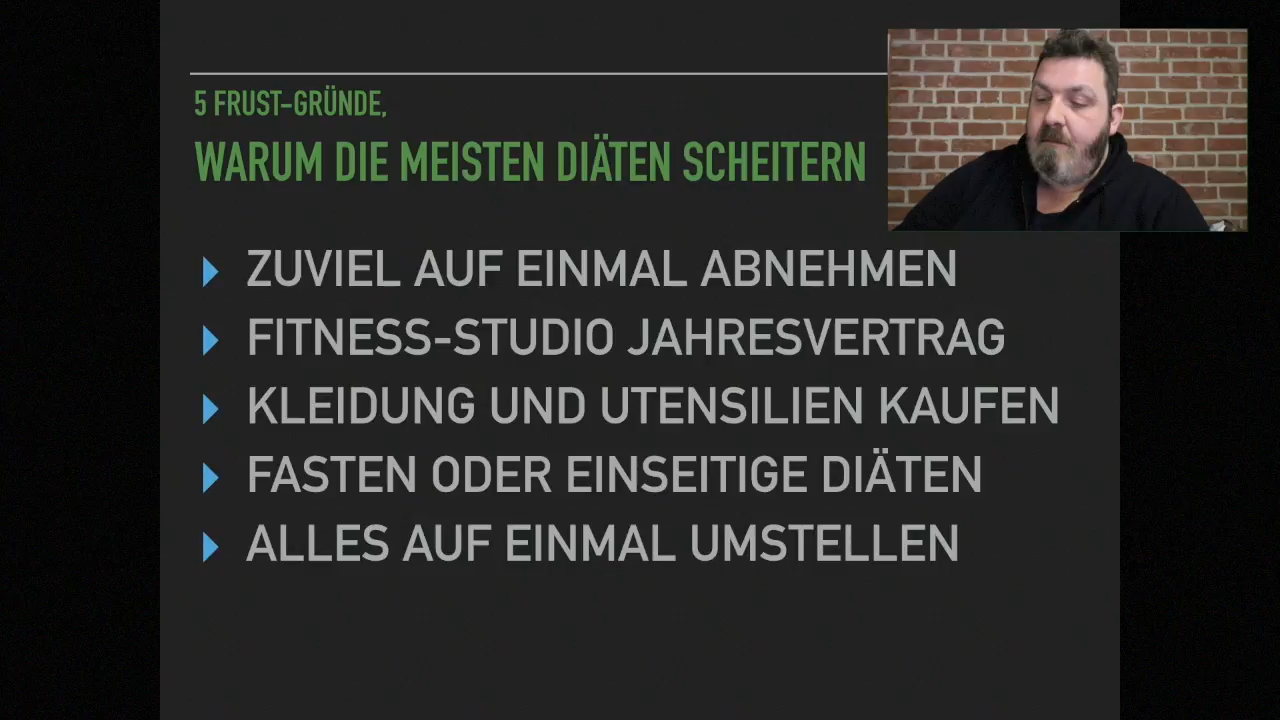 5 FRUST-GRÜNDE,
WARUM DIE MEISTEN DIÄTEN SCHEITERN
ZUVIEL AUF EINMAL ABNEHMEN
FITNESS-STUDIO JAHRESVERTRAG
KLEIDUNG UND UTENSILIEN KAUFEN
FASTEN ODER EINSEITIGE DIÄTEN
ALLES AUF EINMAL UMSTELLEN